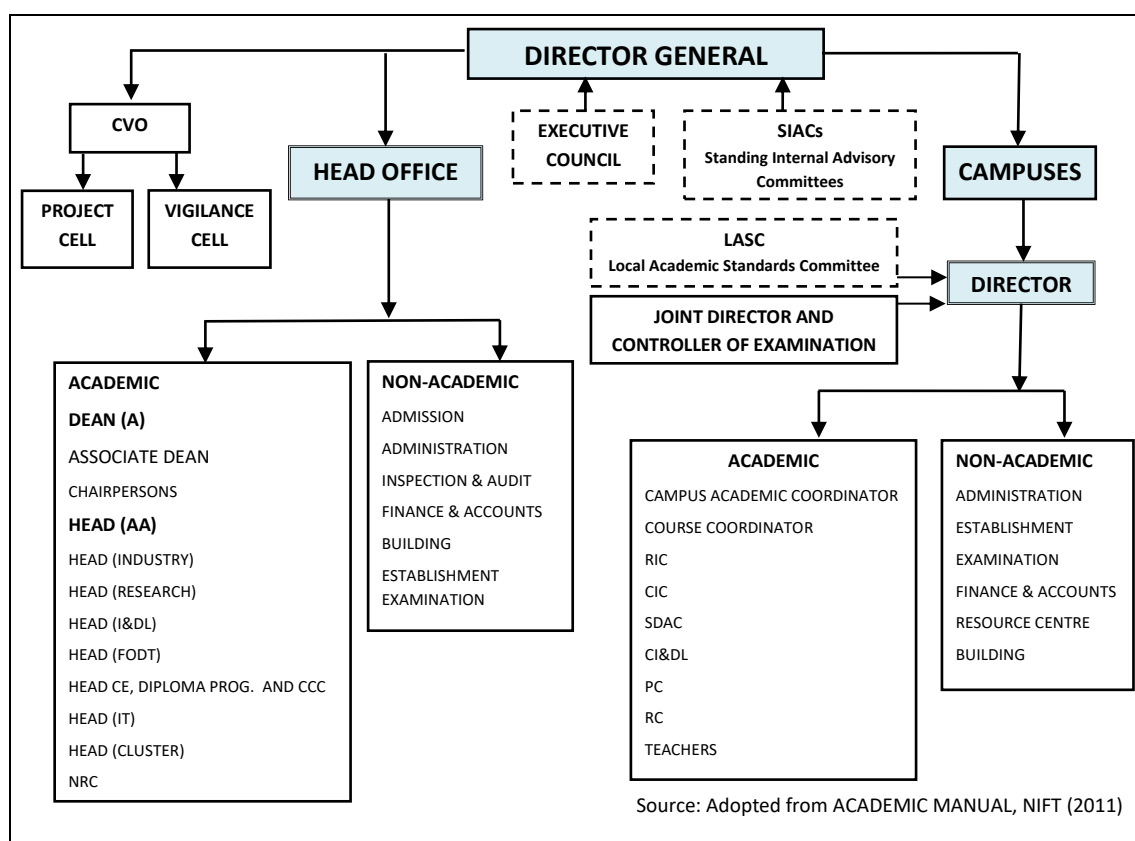 DIRECTOR GENERAL
CVO
EXECUTIVE
COUNCIL
SIACs
Standing Internal Advisory
Committees
HEAD OFFICE
CAMPUSES
PROJECT
CELL
VIGILANCE
CELL
LASC
Local Academic Standards Committee
DIRECTOR
JOINT DIRECTOR AND
CONTROLLER OF EXAMINATION
ACADEMIC
DEAN (A)
ASSOCIATE DEAN
CHAIRPERSONS
HEAD (AA)
HEAD (INDUSTRY)
HEAD (RESEARCH)
HEAD (I&DL)
HEAD (FODT)
HEAD CE, DIPLOMA PROG. AND CCC
HEAD (IT)
HEAD (CLUSTER)
NRC
NON-ACADEMIC
ADMISSION
ADMINISTRATION
INSPECTION & AUDIT
FINANCE & ACCOUNTS
BUILDING
ESTABLISHMENT
EXAMINATION
ACADEMIC
CAMPUS ACADEMIC COORDINATOR
COURSE COORDINATOR
RIC
CIC
SDAC
CI&DL
PC
RC
TEACHERS
NON-ACADEMIC
ADMINISTRATION
ESTABLISHMENT
EXAMINATION
FINANCE & ACCOUNTS
RESOURCE CENTRE
BUILDING
Source: Adopted from ACADEMIC MANUAL, NIFT (2011)